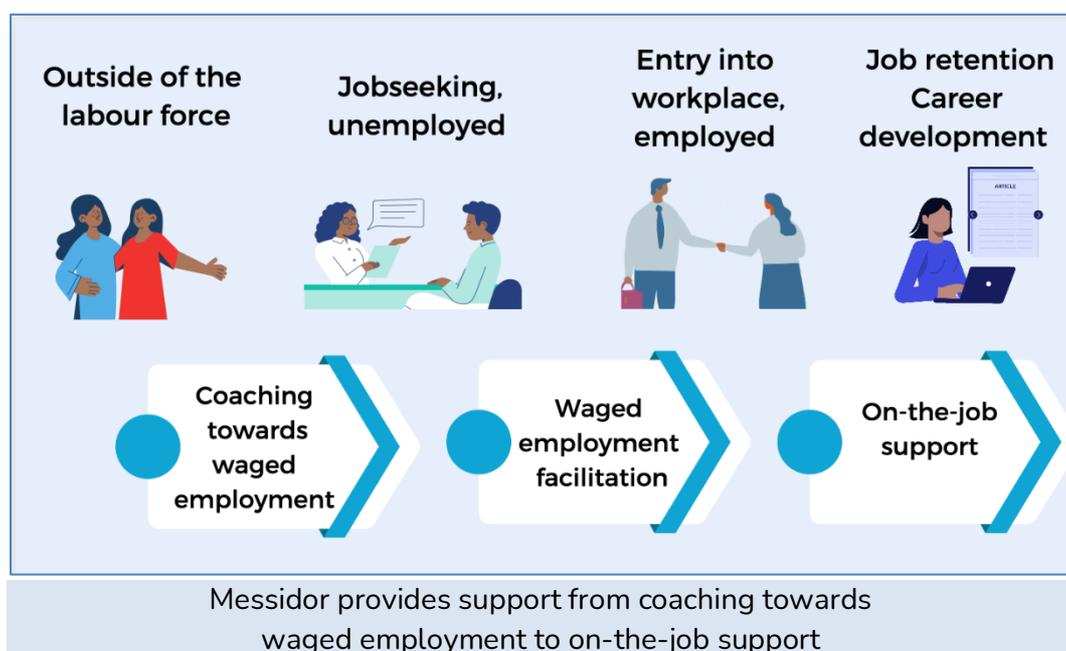 Outside of the
labour force
Jobseeking,
unemployed
Entry into
workplace,
employed
Job retention
Career
development
ARTICLE
Coaching
towards
waged
employment
Waged
employment
facilitation
On-the-job
support
Messidor provides support from coaching towards
waged employment to on-the-job support